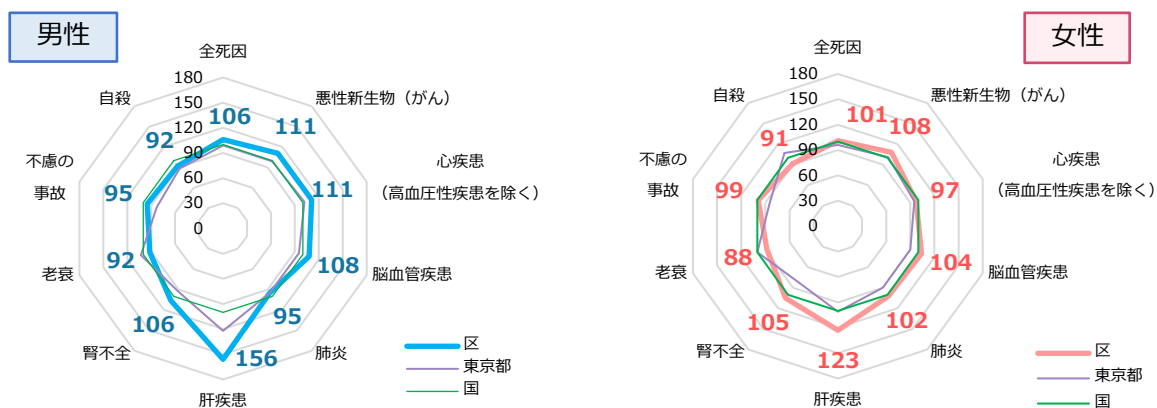 男性
全死因
悪性新生物（がん）
心疾患
（高血圧性疾患を除く）
脳血管疾患
肺炎
肝疾患
腎不全
老衰
不慮の
事故
自殺
180
150
120
90
60
30
0
106
111
111
108
95
156
106
92
95
92
区
東京都
国
女性
全死因
悪性新生物（がん）
心疾患
（高血圧性疾患を除く）
脳血管疾患
肺炎
肝疾患
腎不全
老衰
不慮の
事故
自殺
180
150
120
90
60
30
0
101
108
97
104
102
123
105
88
99
91
区
東京都
国